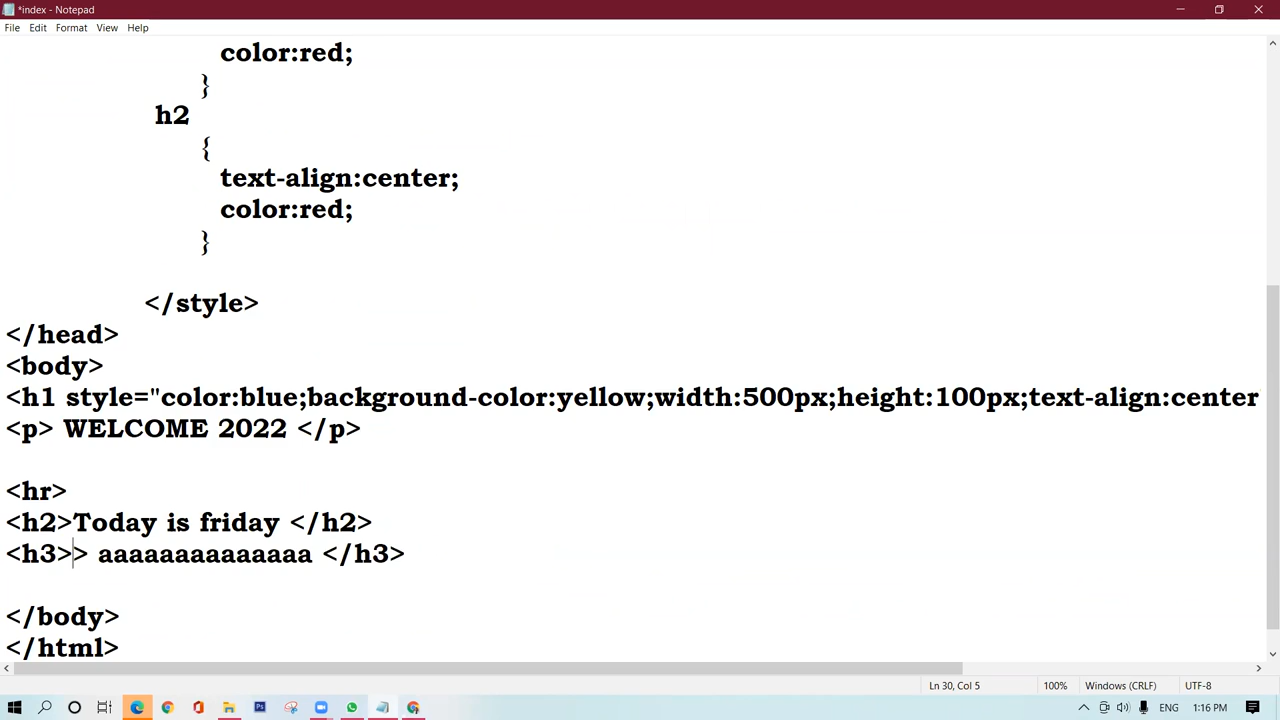 *index - Notepad
File Edit Format View Help
color:red;
}
h2
{
text-align:center;
color:red;
}
</style>
</head>
<body>
<h1 style="color:blue;background-color:yellow;width:500px;height:100px;text-align:center
<p> WELCOME 2022 </p>
<hr>
<h2>Today is friday </h2>
<h3>> aaaaaaaaaaaaaaa </h3>
</body>
</html>
Ln 30, Col 5 100% Windows (CRLF) UTF-8
ENG 1:16 PM